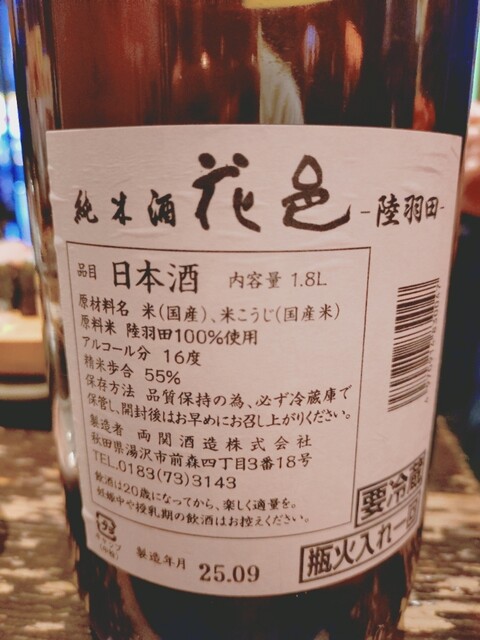 純米酒 花邑 -陸羽田-
品目 日本酒 内容量 1.8L
原材料名 米(国産)、米こうじ(国産米)
原料米 陸羽田100%使用
アルコール分 16度
精米歩合 55%
保存方法 品質保持の為、必ず冷蔵庫で
保管し、開封後はお早めにお召し上がりください。
製造者 両関酒造株式会社
秋田県湯沢市前森四丁目3番18号
TEL.0183(73)3143
飲酒は20歳になってから、楽しく適量を。
妊娠中や授乳期の飲酒はお控えください。
要冷蔵
キャップ
製造年月 25.09
瓶火入れ一回